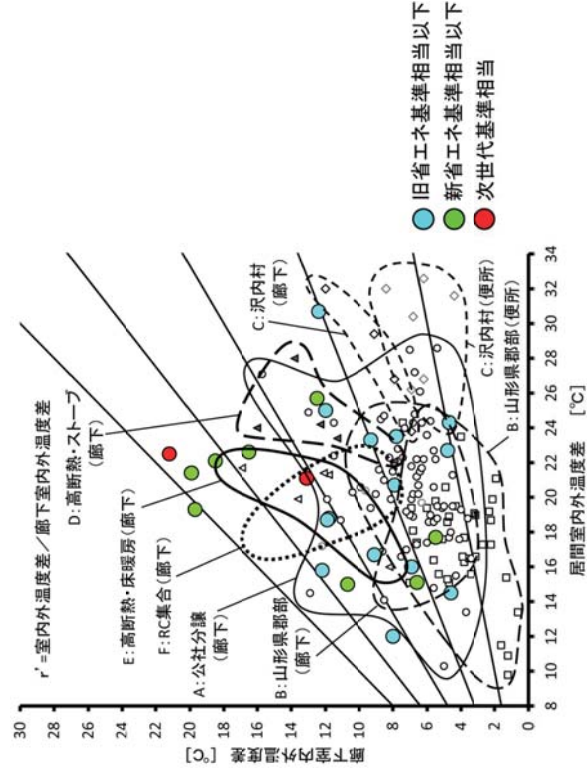 r'=室内外温度差／廊下室内外温度差
D:高断熱・ストーブ
(廊下)
E:高断熱・床暖房(廊下)
F:RC集合(廊下)
A:公社分譲
(廊下)
B:山形県郡部
(廊下)
C:沢内村
(廊下)
C:沢内村(便所)
B:山形県郡部(便所)
廊下室内外温度差 [℃]
30
28
26
24
22
20
18
16
14
12
10
8
6
4
2
0
8
10
12
14
16
18
20
22
24
26
28
30
32
34
居間室内外温度差 [℃]
旧省エネ基準相当以下
新省エネ基準相当以下
次世代基準相当